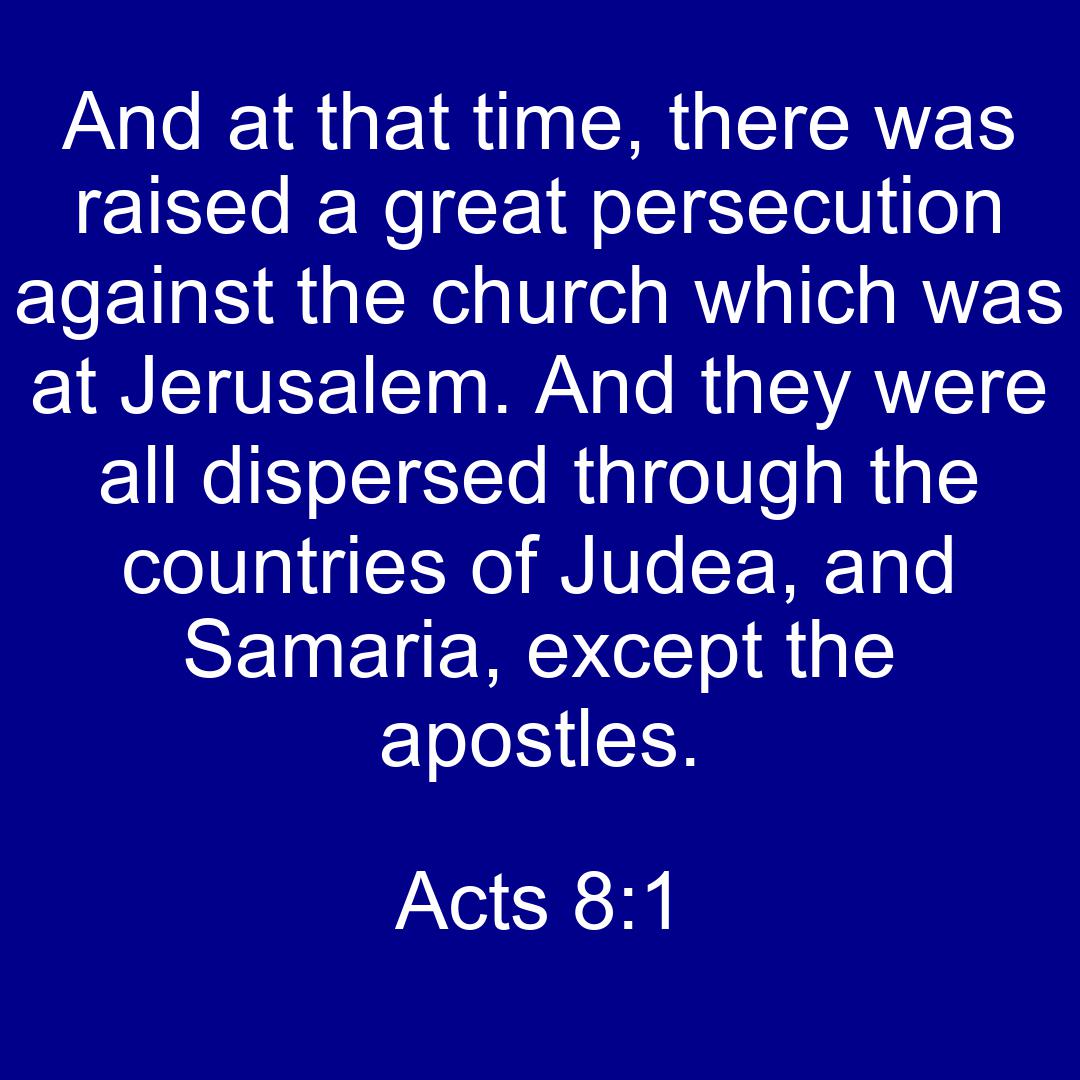 And at that time, there was
raised a great persecution
against the church which was
at Jerusalem. And they were
all dispersed through the
countries of Judea, and
Samaria, except the
apostles.
Acts 8:1